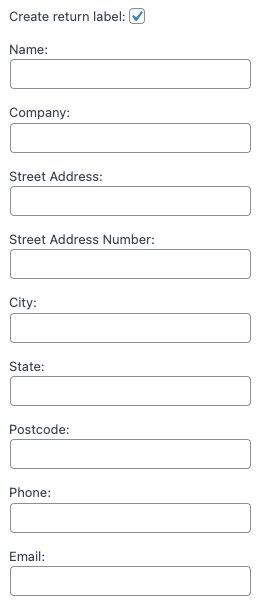 Create return label:
Name:
Company:
Street Address:
Street Address Number:
City:
State:
Postcode:
Phone:
Email: